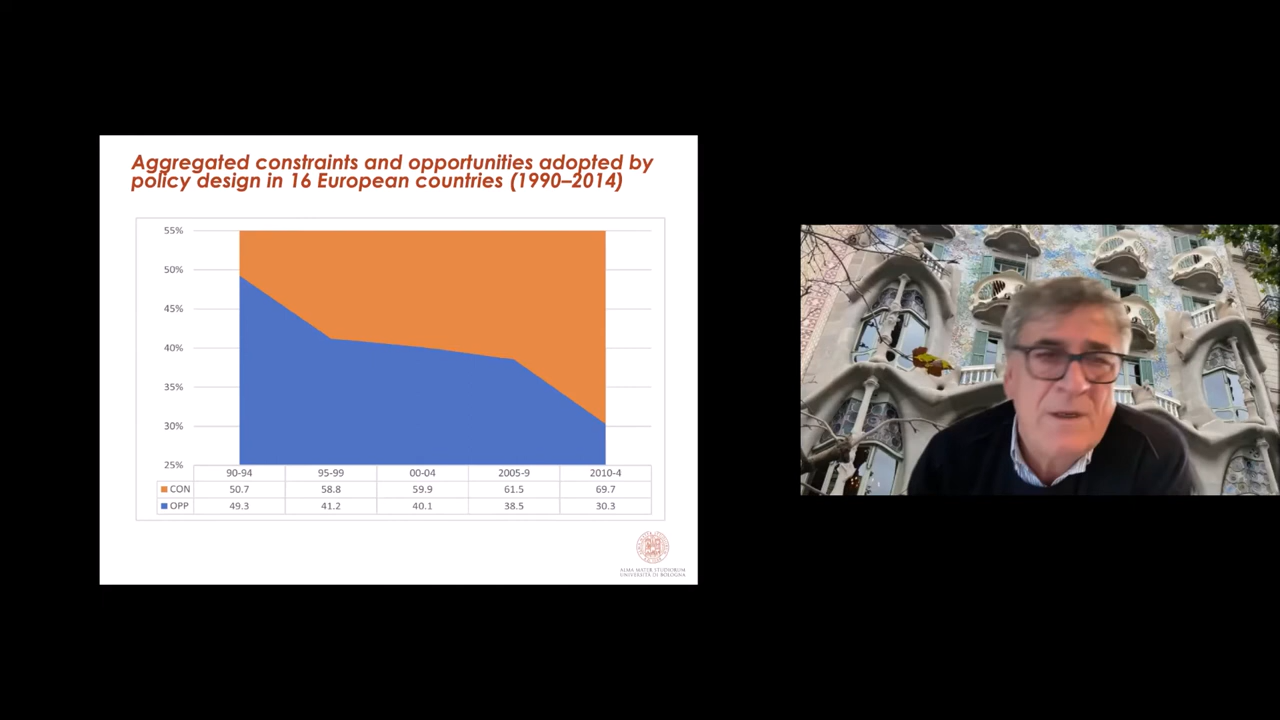 Aggregated constraints and opportunities adopted by
policy design in 16 European countries (1990–2014)
55%
50%
45%
40%
35%
30%
25%
90-94 95-99 00-04 2005-9 2010-4
CON 50.7 58.8 59.9 61.5 69.7
OPP 49.3 41.2 40.1 38.5 30.3
ALMA MATER STUDIORUM
UNIVERSITÀ DI BOLOGNA